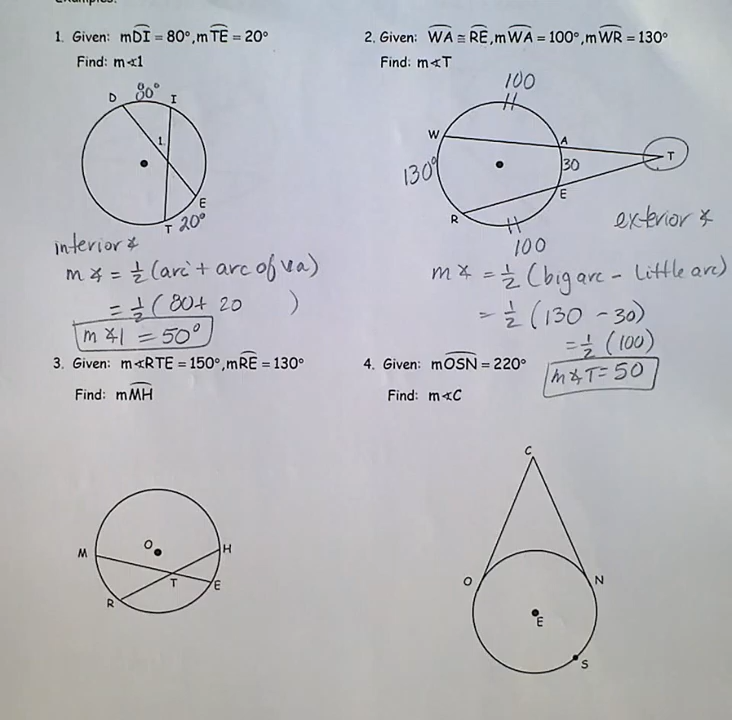 Examples:
1. Given: mDI = 80°, mTE = 20°
Find: m∢1
80°
D
I
1
E
T
20°
interior ∢
m∢ = ½ (arc + arc of va)
= ½ (80+ 20 )
m∢1 = 50°
2. Given: WA ≅ RE, mWA = 100°, mWR = 130°
Find: m∢T
100
W
A
T
130°
30
E
R
100
exterior ∢
m∢ = ½ (big arc - little arc)
= ½ (130 - 30)
= ½ (100)
m∢T = 50
3. Given: m∢RTE = 150°, mRE = 130°
Find: mMH
O
M
H
T
E
R
4. Given: mOSN = 220°
Find: m∢C
C
O
N
E
S